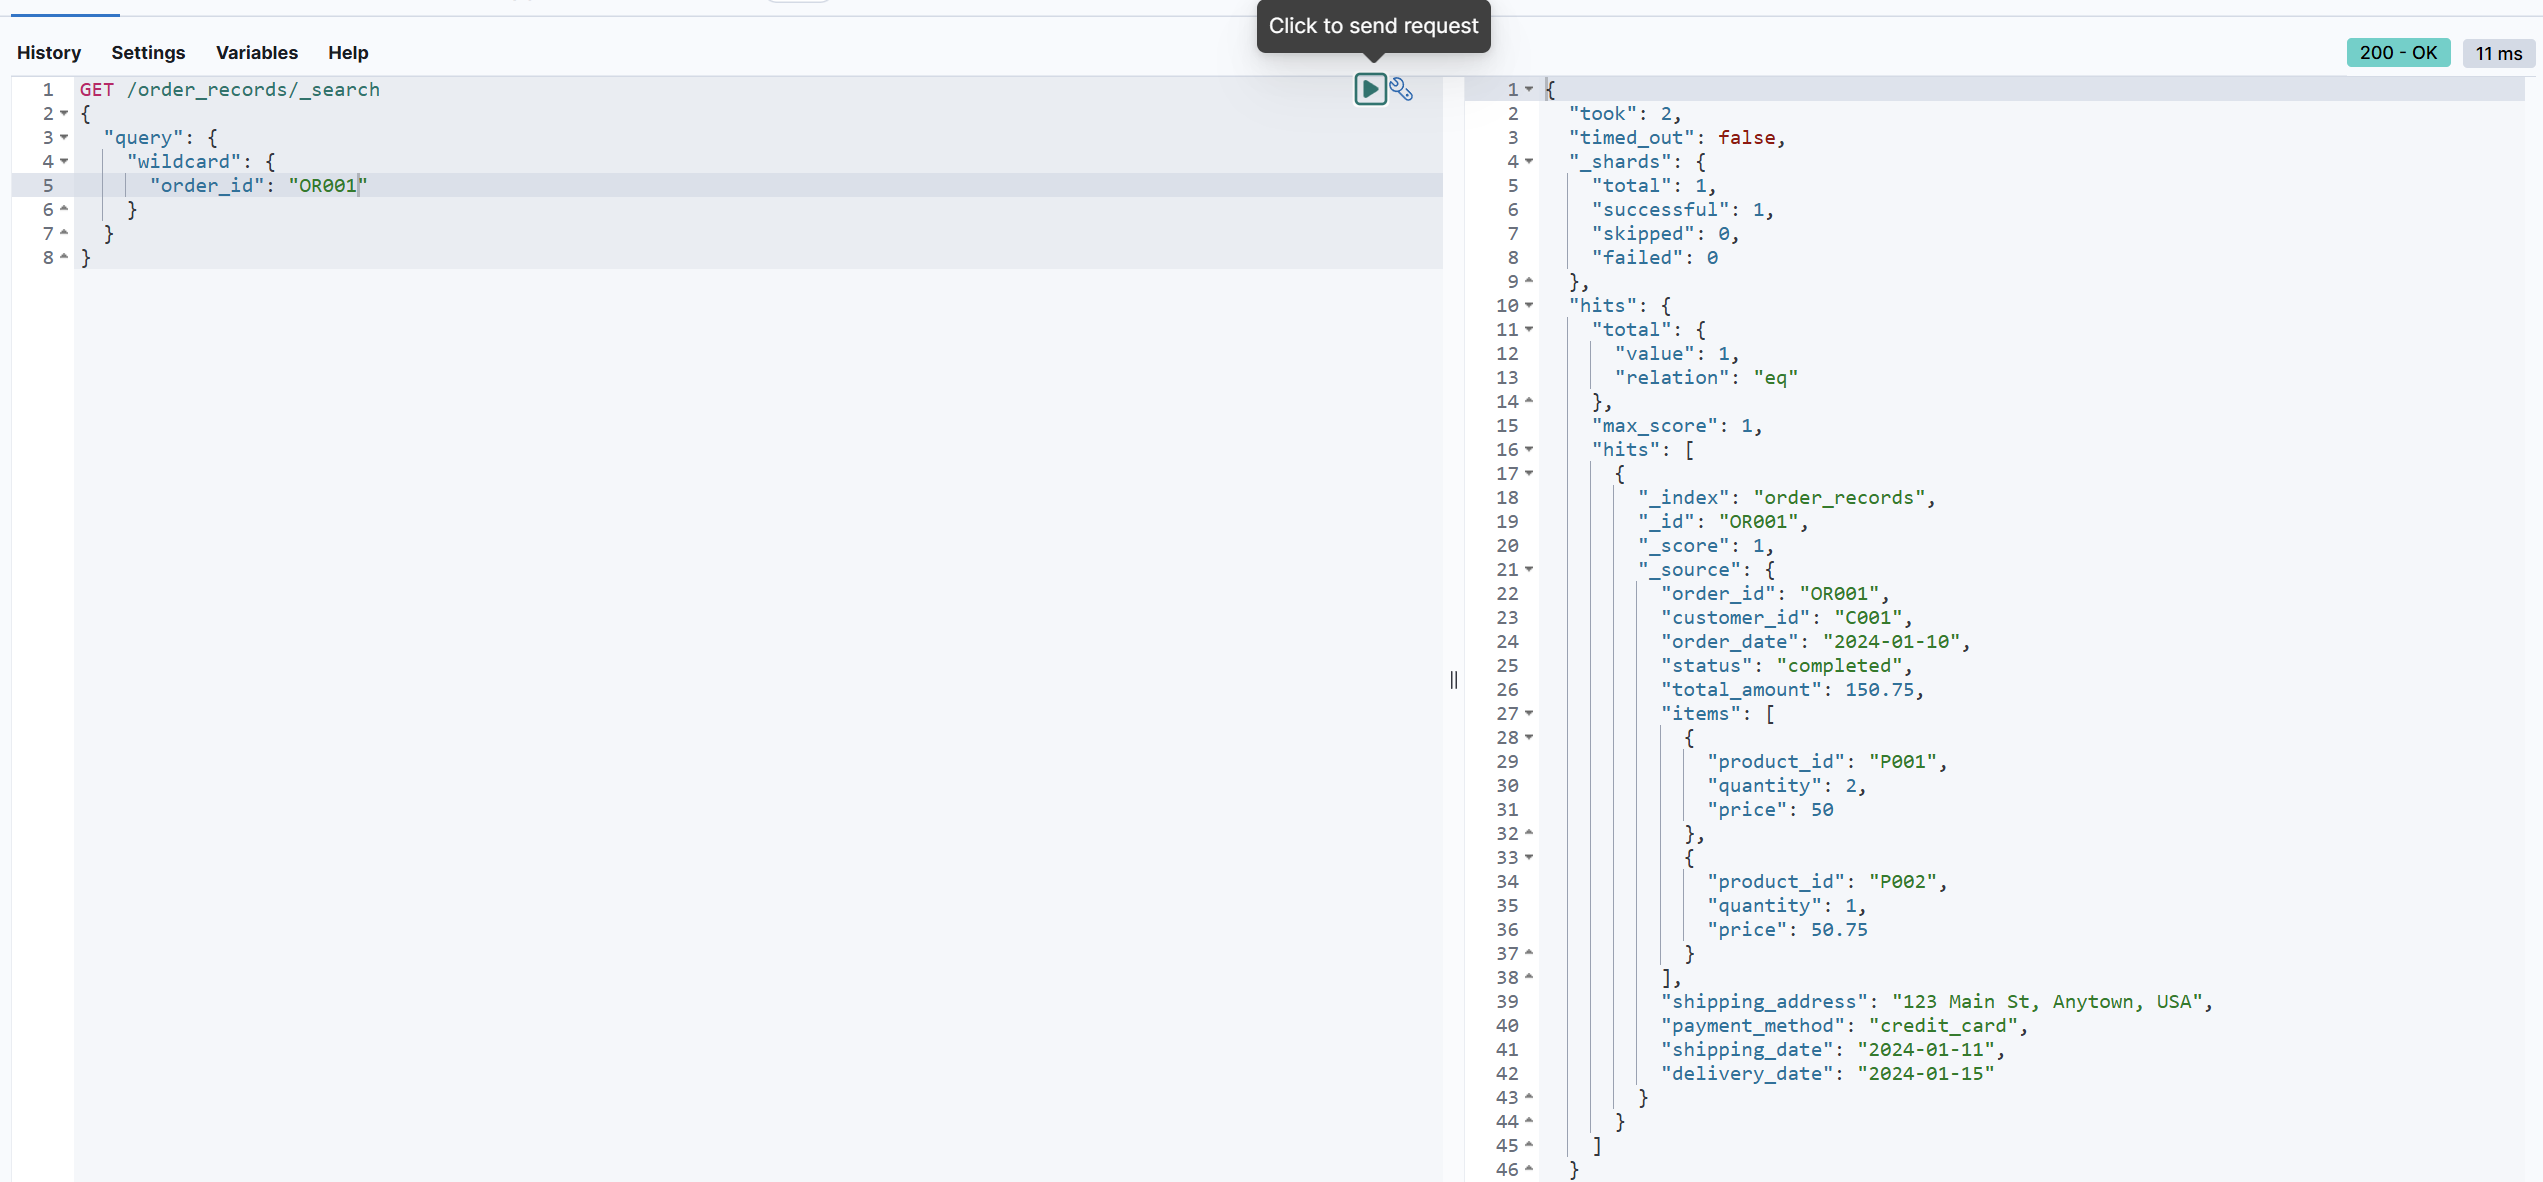 Click to send request
History Settings Variables Help
200 - OK 11 ms
1 GET /order_records/_search
2 {
3 "query": {
4 "wildcard": {
5 "order_id": "OR001"
6 }
7 }
8 }
1 {
2 "took": 2,
3 "timed_out": false,
4 "_shards": {
5 "total": 1,
6 "successful": 1,
7 "skipped": 0,
8 "failed": 0
9 },
10 "hits": {
11 "total": {
12 "value": 1,
13 "relation": "eq"
14 },
15 "max_score": 1,
16 "hits": [
17 {
18 "_index": "order_records",
19 "_id": "OR001",
20 "_score": 1,
21 "_source": {
22 "order_id": "OR001",
23 "customer_id": "C001",
24 "order_date": "2024-01-10",
25 "status": "completed",
26 "total_amount": 150.75,
27 "items": [
28 {
29 "product_id": "P001",
30 "quantity": 2,
31 "price": 50
32 },
33 {
34 "product_id": "P002",
35 "quantity": 1,
36 "price": 50.75
37 }
38 ],
39 "shipping_address": "123 Main St, Anytown, USA",
40 "payment_method": "credit_card",
41 "shipping_date": "2024-01-11",
42 "delivery_date": "2024-01-15"
43 }
44 }
45 ]
46 }